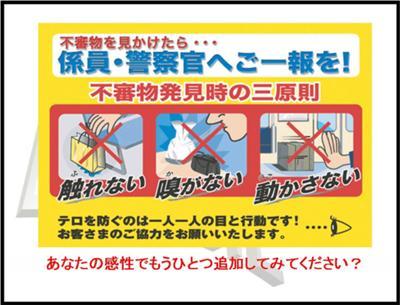 不審物を見かけたら・・・
係員・警察官へご一報を!
不審物発見時の三原則
触れない
嗅がない
動かさない
ふ
か
テロを防ぐのは一人一人の目と行動です!
お客さまのご協力をお願いいたします。
あなたの感性でもうひとつ追加してみてください?